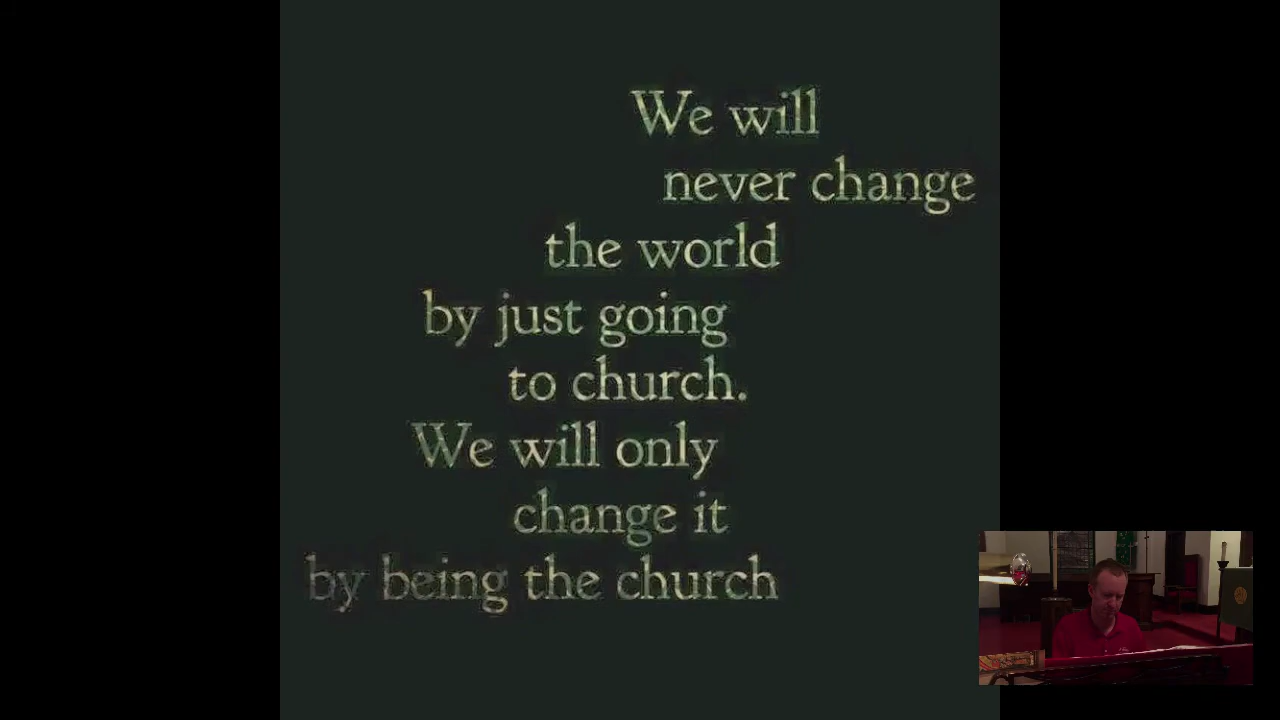 We will
never change
the world
by just going
to church.
We will only
change it
by being the church